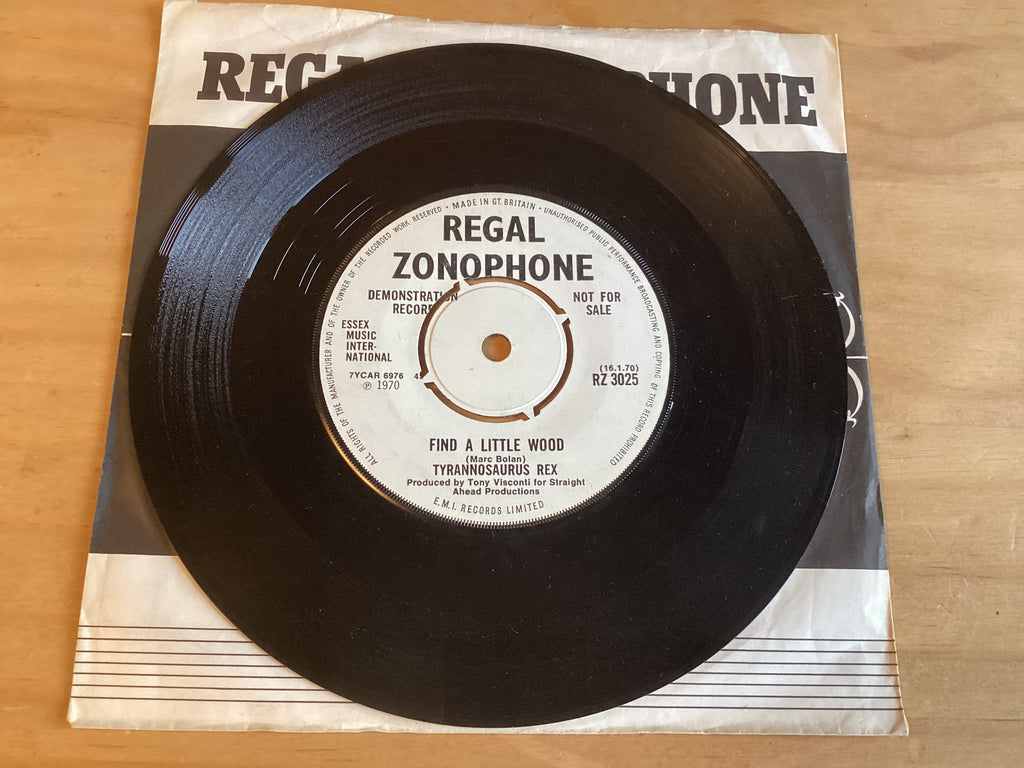 REGA PHONE
ALL RIGHTS OF THE MANUFACTURER AND OF THE OWNER OF THE RECORDED WORK RESERVED • MADE IN GT. BRITAIN • UNAUTHORISED PUBLIC PERFORMANCE BROADCASTING AND COPYING OF THIS RECORD PROHIBITED
REGAL
ZONOPHONE
DEMONSTRATION
RECORD
NOT FOR
SALE
ESSEX
MUSIC
INTER-
NATIONAL
7YCAR 6976 4
℗ 1970
(16.1.70)
RZ 3025
FIND A LITTLE WOOD
(Marc Bolan)
TYRANNOSAURUS REX
Produced by Tony Visconti for Straight
Ahead Productions
E.M.I. RECORDS LIMITED